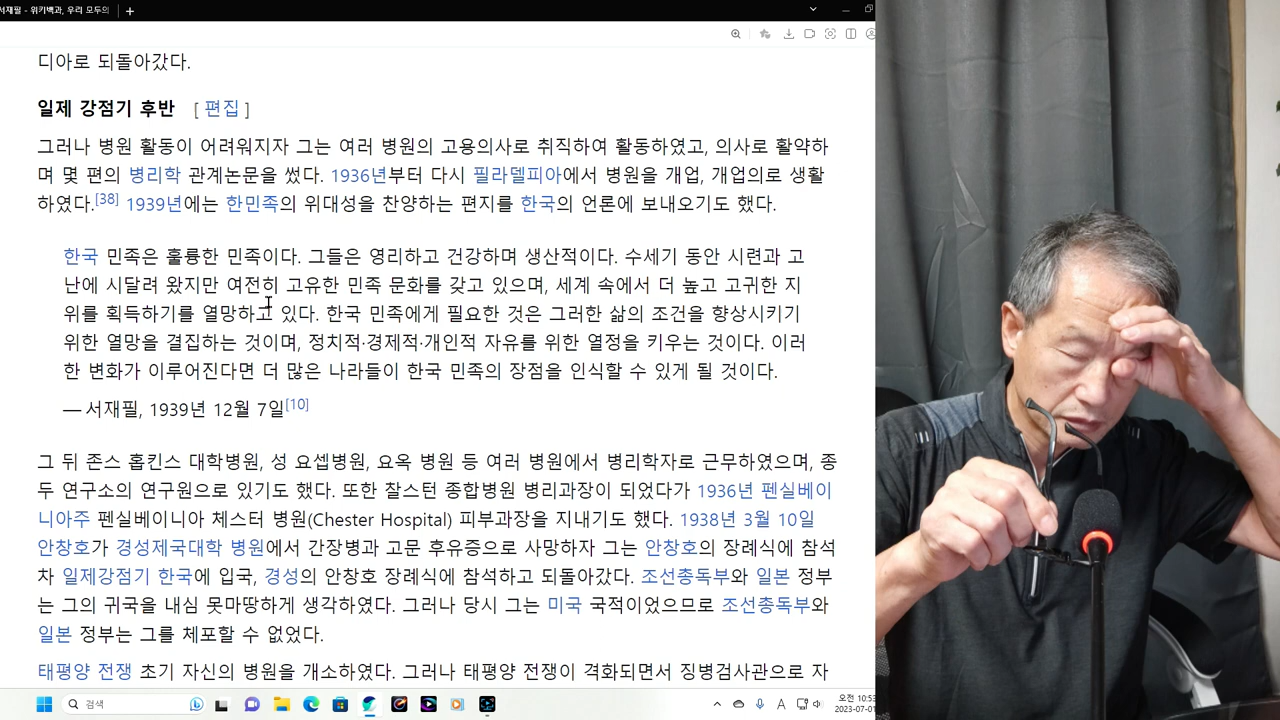 서재필 - 위키백과, 우리 모두의
디아로 되돌아갔다.
일제 강점기 후반 [ 편집 ]
그러나 병원 활동이 어려워지자 그는 여러 병원의 고용의사로 취직하여 활동하였고, 의사로 활약하
며 몇 편의 병리학 관계논문을 썼다. 1936년부터 다시 필라델피아에서 병원을 개업, 개업의로 생활
하였다.[38] 1939년에는 한민족의 위대성을 찬양하는 편지를 한국의 언론에 보내오기도 했다.
한국 민족은 훌륭한 민족이다. 그들은 영리하고 건강하며 생산적이다. 수세기 동안 시련과 고
난에 시달려 왔지만 여전히 고유한 민족 문화를 갖고 있으며, 세계 속에서 더 높고 고귀한 지
위를 획득하기를 열망하고 있다. 한국 민족에게 필요한 것은 그러한 삶의 조건을 향상시키기
위한 열망을 결집하는 것이며, 정치적·경제적·개인적 자유를 위한 열정을 키우는 것이다. 이러
한 변화가 이루어진다면 더 많은 나라들이 한국 민족의 장점을 인식할 수 있게 될 것이다.
— 서재필, 1939년 12월 7일[10]
그 뒤 존스 홉킨스 대학병원, 성 요셉병원, 요옥 병원 등 여러 병원에서 병리학자로 근무하였으며, 종
두 연구소의 연구원으로 있기도 했다. 또한 찰스턴 종합병원 병리과장이 되었다가 1936년 펜실베이
니아주 펜실베이니아 체스터 병원(Chester Hospital) 피부과장을 지내기도 했다. 1938년 3월 10일
안창호가 경성제국대학 병원에서 간장병과 고문 후유증으로 사망하자 그는 안창호의 장례식에 참석
차 일제강점기 한국에 입국, 경성의 안창호 장례식에 참석하고 되돌아갔다. 조선총독부와 일본 정부
는 그의 귀국을 내심 못마땅하게 생각하였다. 그러나 당시 그는 미국 국적이었으므로 조선총독부와
일본 정부는 그를 체포할 수 없었다.
태평양 전쟁 초기 자신의 병원을 개소하였다. 그러나 태평양 전쟁이 격화되면서 징병검사관으로 자
검색
A
오전 10:53
2023-07-01